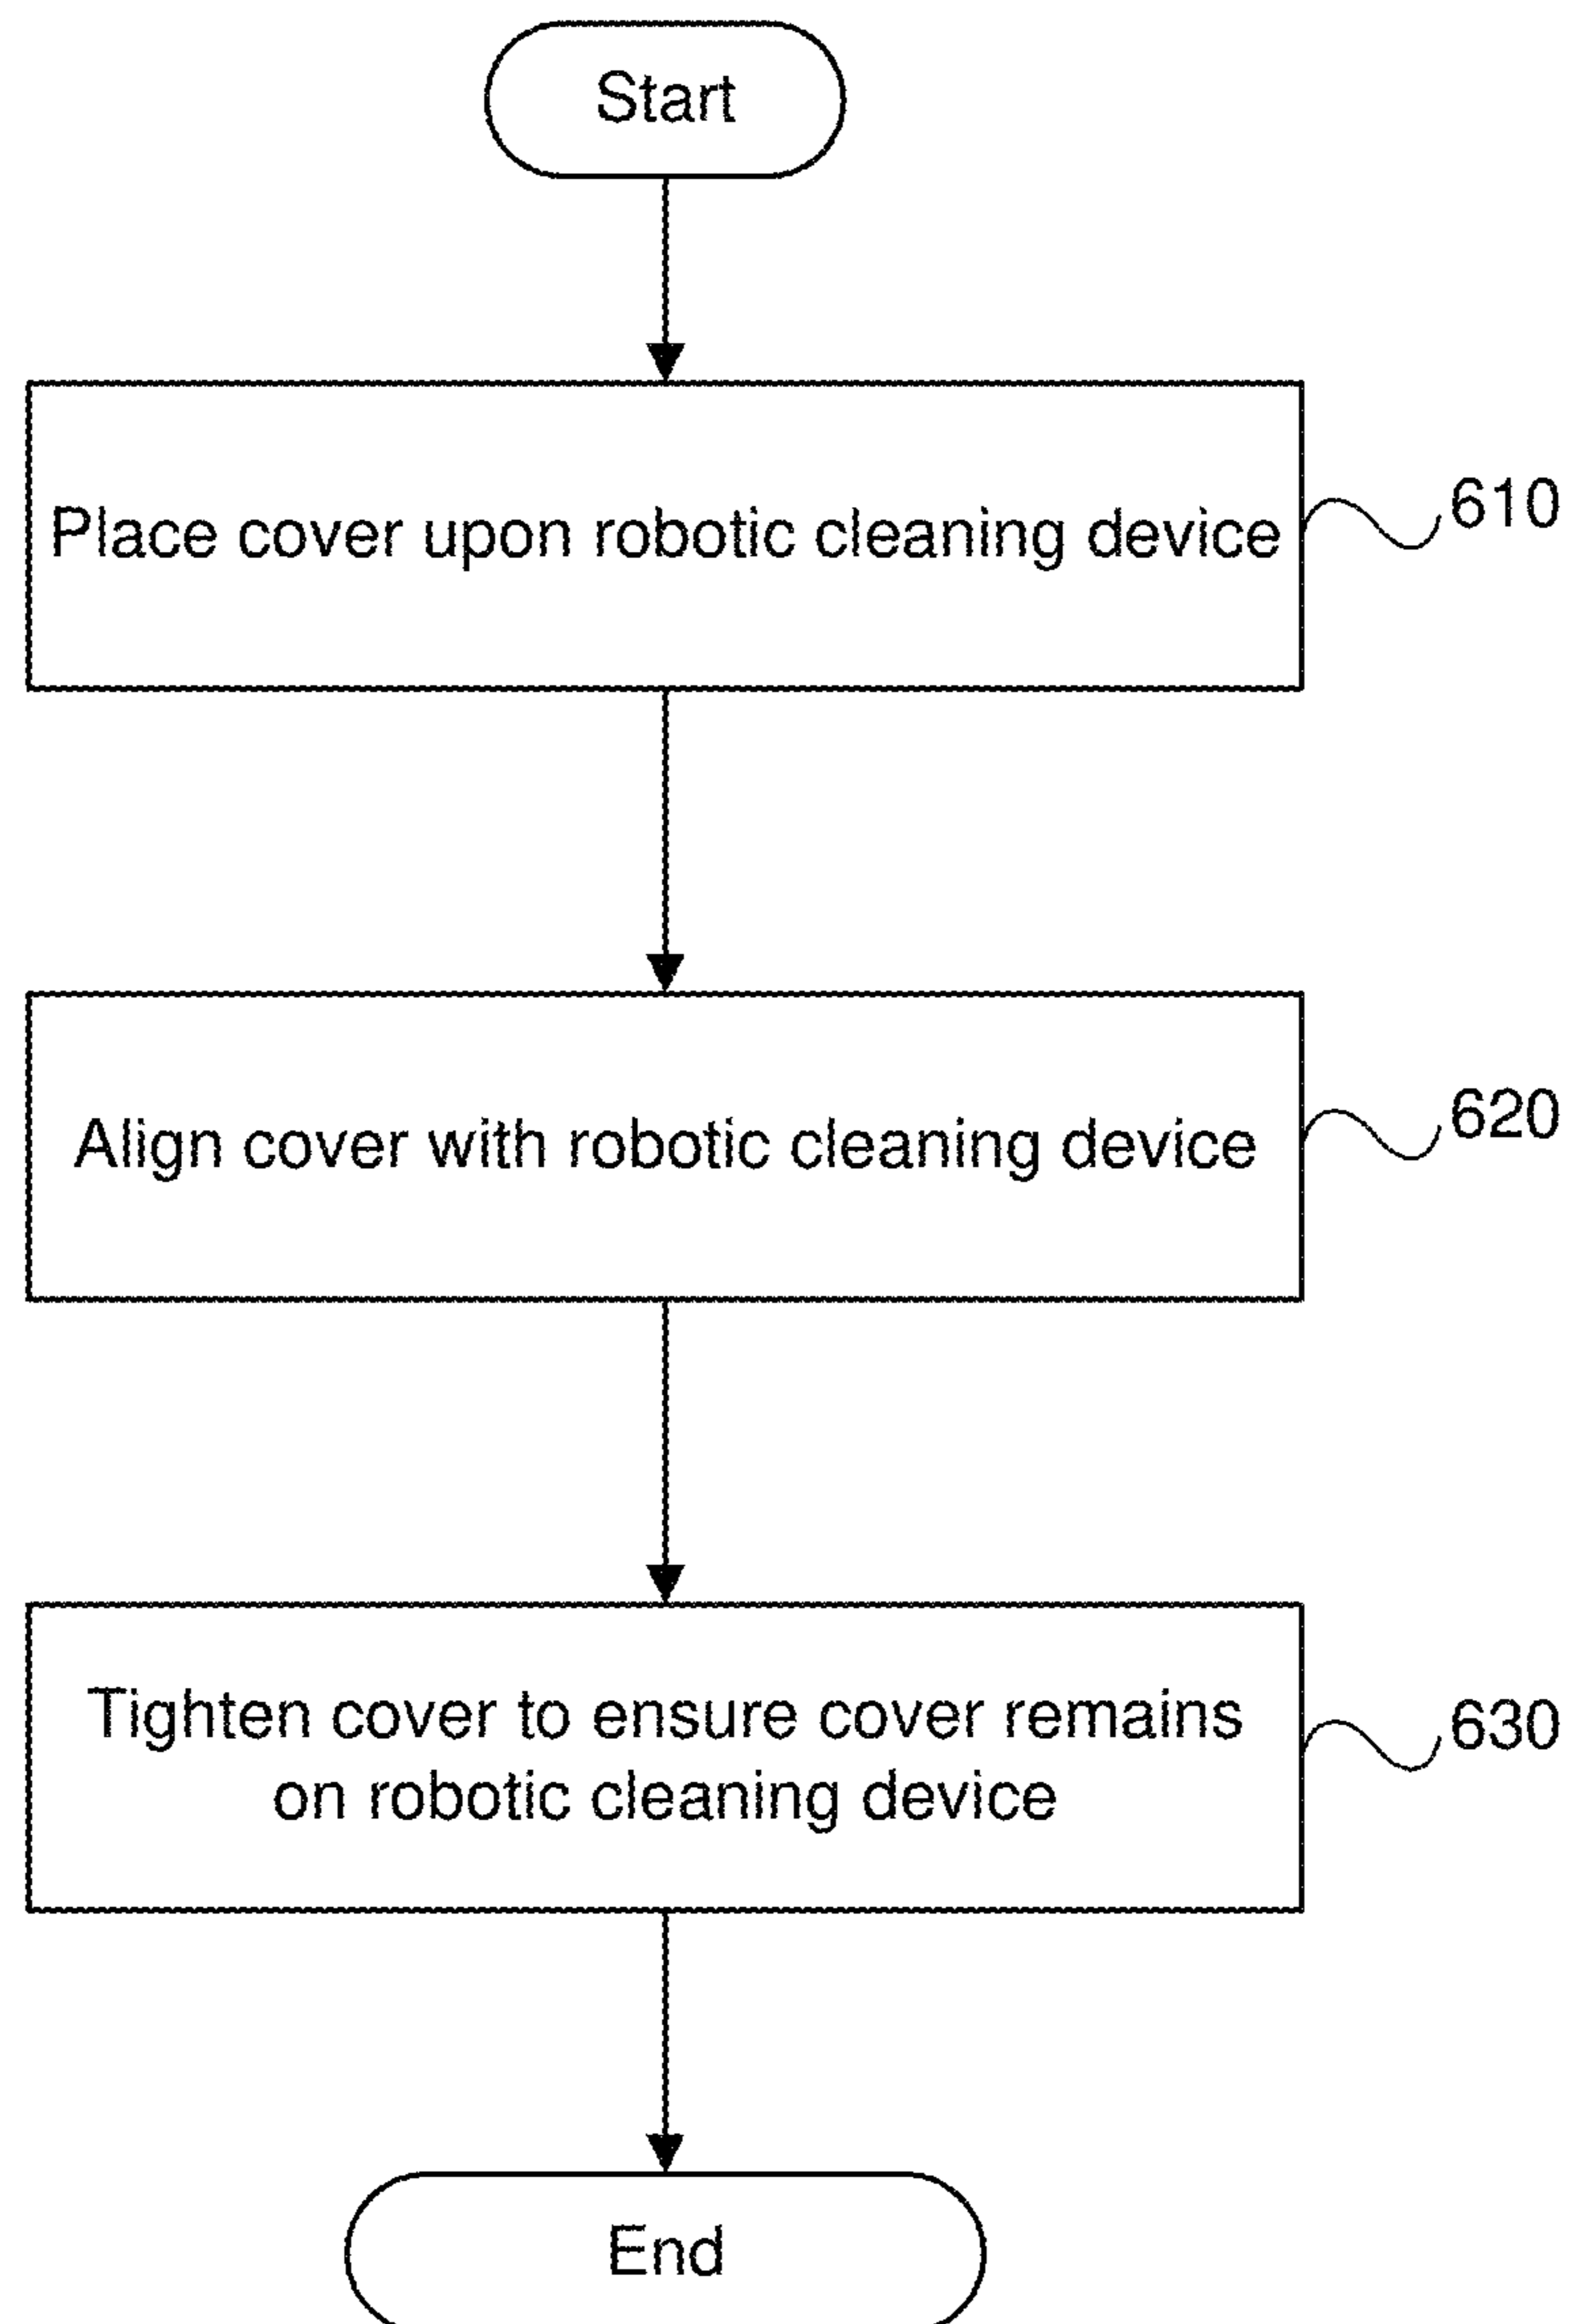 Start
Place cover upon robotic cleaning device
610
Align cover with robotic cleaning device
620
Tighten cover to ensure cover remains
on robotic cleaning device
630
End